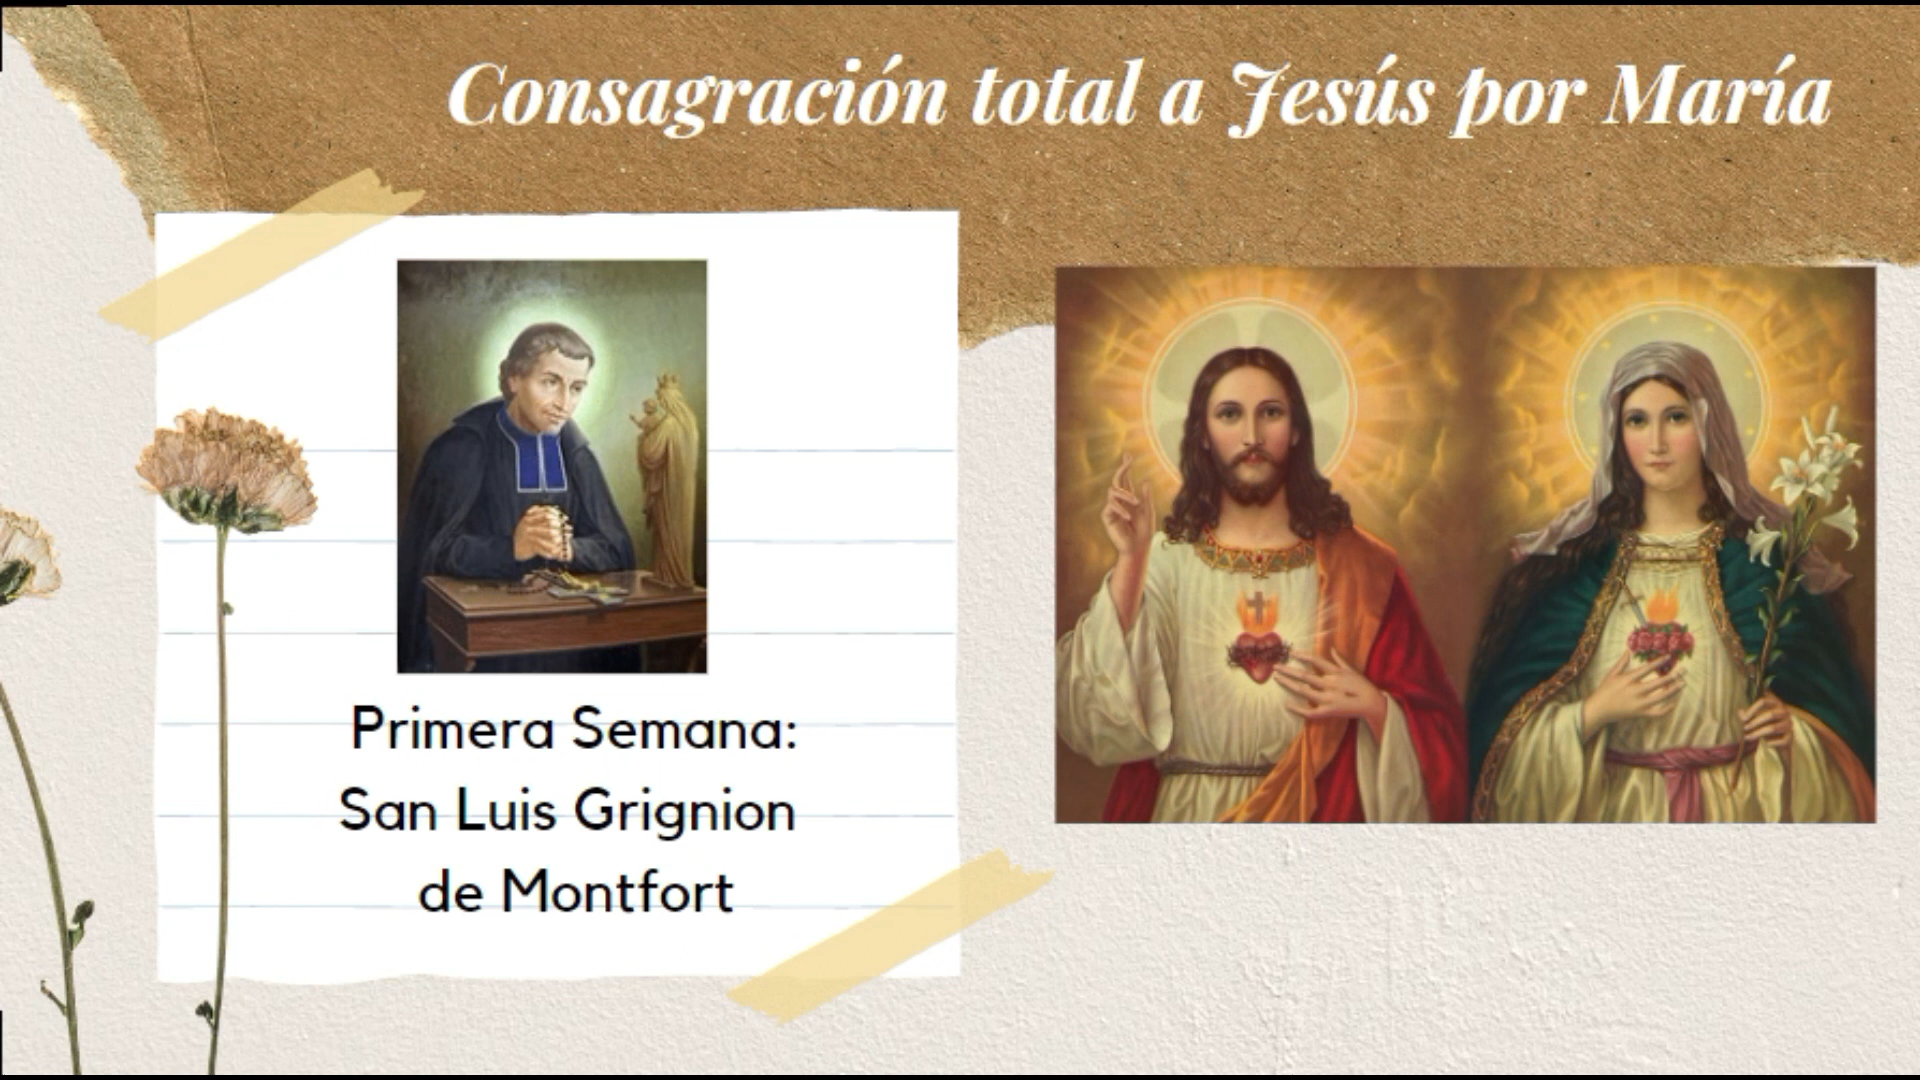 Consagración total a Jesús por María
Primera Semana:
San Luis Grignion
de Montfort